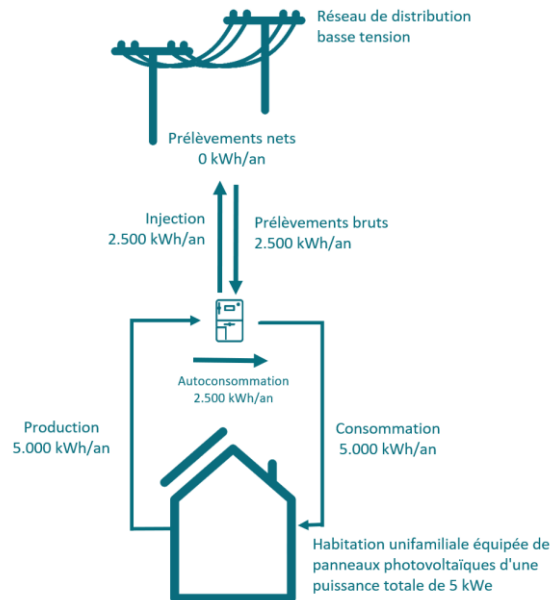 Réseau de distribution
basse tension
Prélèvements nets
0 kWh/an
Injection
2.500 kWh/an
Prélèvements bruts
2.500 kWh/an
Autoconsommation
2.500 kWh/an
Production
5.000 kWh/an
Consommation
5.000 kWh/an
Habitation unifamiliale équipée de
panneaux photovoltaïques d'une
puissance totale de 5 kWe